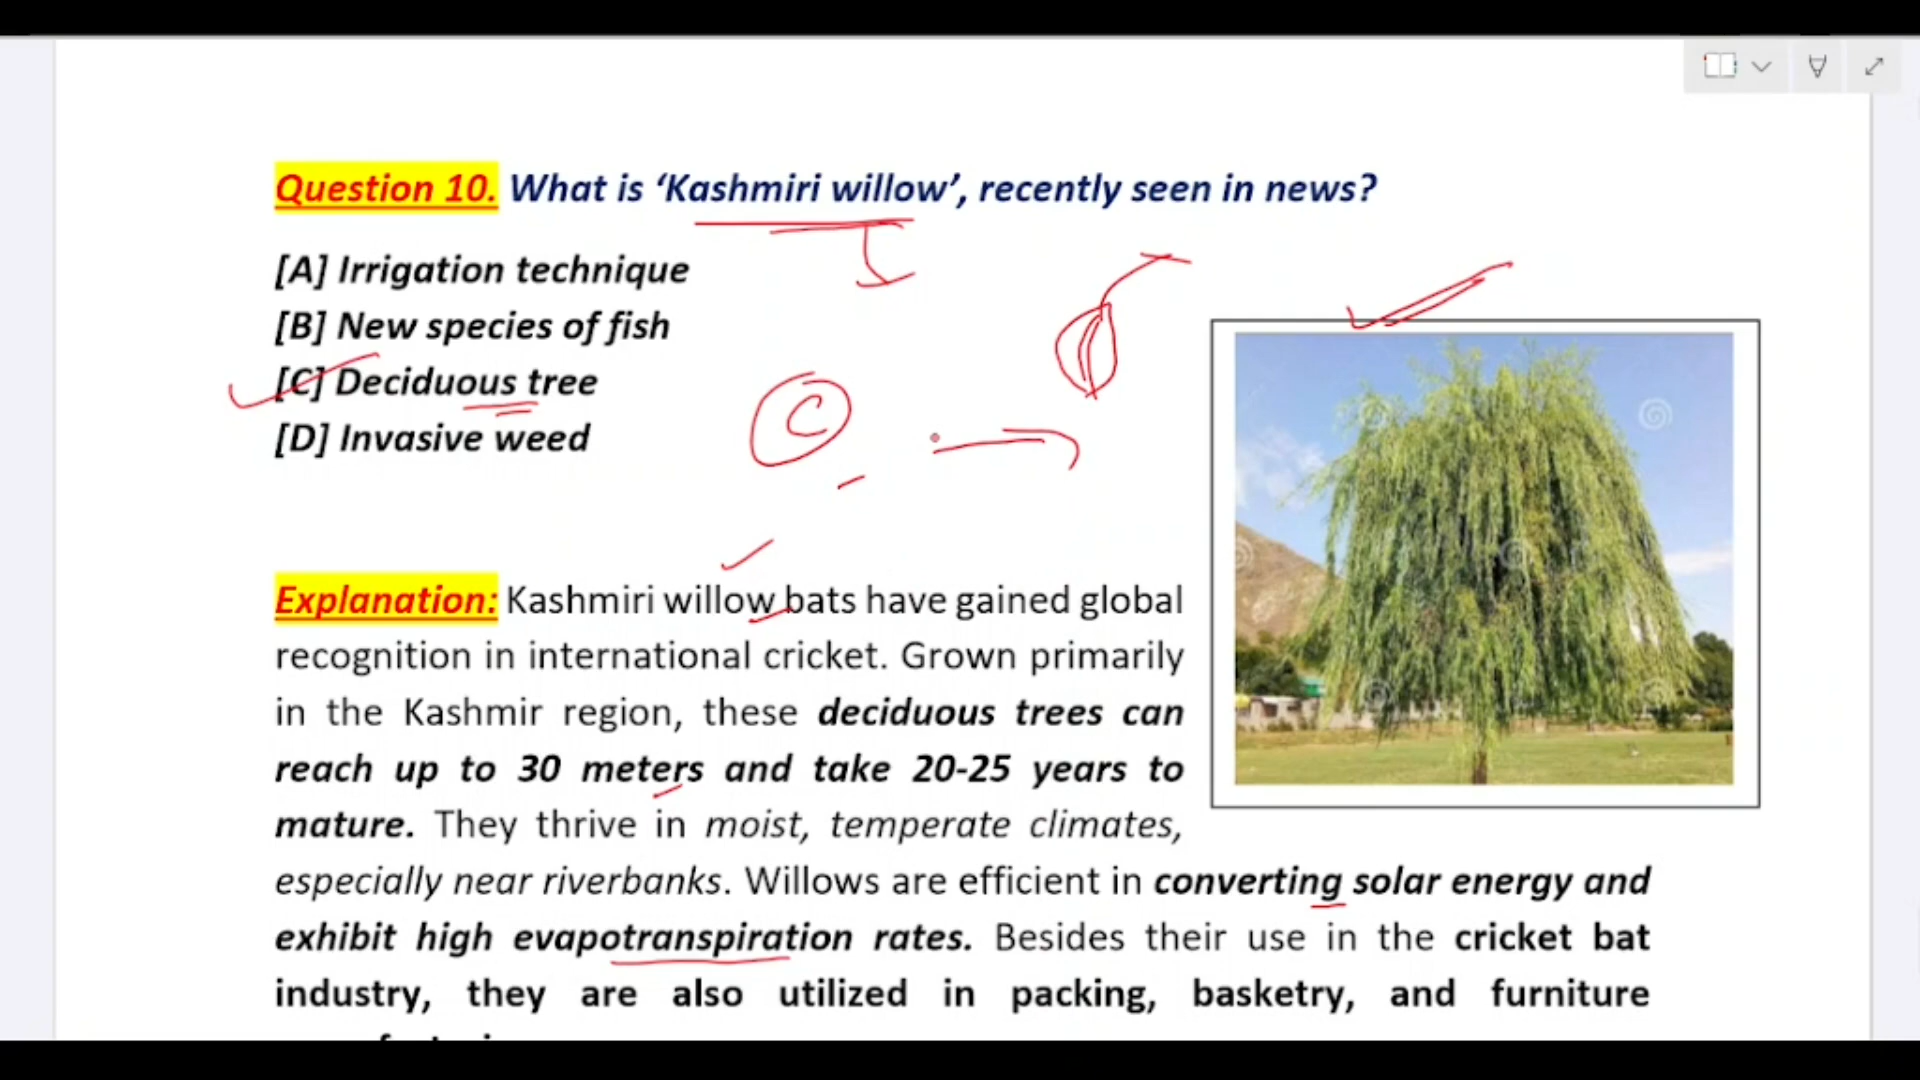 Question 10. What is ‘Kashmiri willow’, recently seen in news?
[A] Irrigation technique
[B] New species of fish
[C] Deciduous tree
[D] Invasive weed
C
Explanation: Kashmiri willow bats have gained global
recognition in international cricket. Grown primarily
in the Kashmir region, these deciduous trees can
reach up to 30 meters and take 20-25 years to
mature. They thrive in moist, temperate climates,
especially near riverbanks. Willows are efficient in converting solar energy and
exhibit high evapotranspiration rates. Besides their use in the cricket bat
industry, they are also utilized in packing, basketry, and furniture